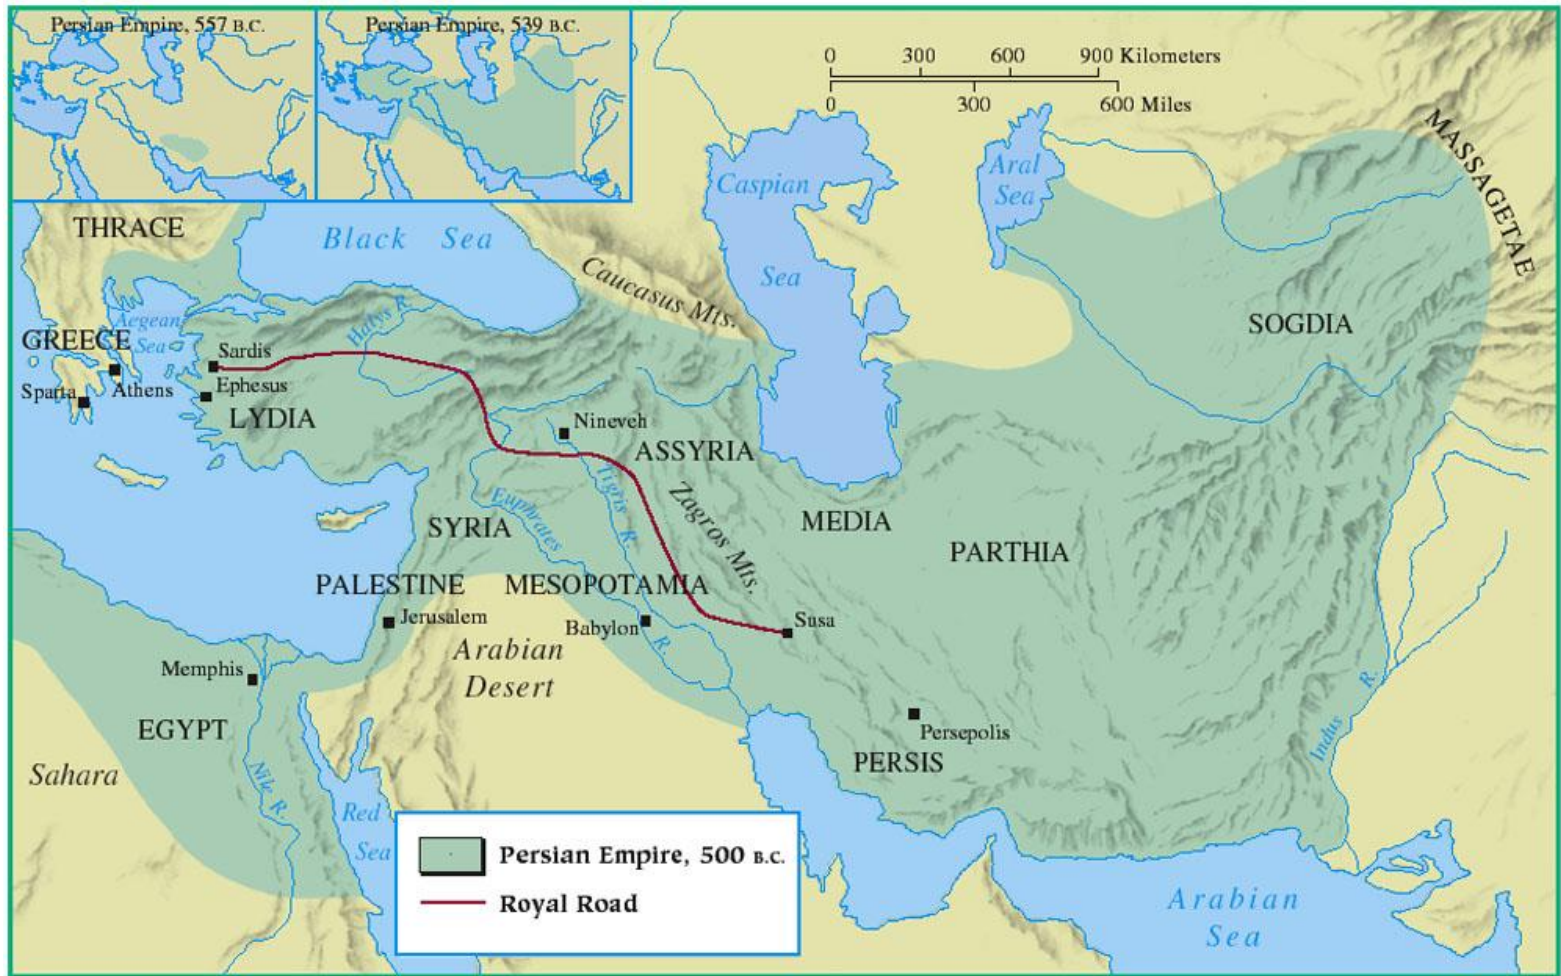 Persian Empire, 557 B.C.
Persian Empire, 539 B.C.
0 300 600 900 Kilometers
0 300 600 Miles
MASSAGETAE
Caspian
Sea
Aral
Sea
THRACE
Black Sea
Caucasus Mts.
SOGDIA
Aegean
Sea
GREECE
Halys R.
Sardis
Sparta
Athens
Ephesus
LYDIA
Nineveh
ASSYRIA
Tigris R.
Zagros Mts.
Euphrates
R.
SYRIA
MEDIA
PARTHIA
PALESTINE
MESOPOTAMIA
Jerusalem
Babylon
Susa
Arabian
Desert
Memphis
EGYPT
Indus R.
Persepolis
PERSIS
Sahara
Nile R.
Red
Sea
Persian Empire, 500 B.C.
Royal Road
Arabian
Sea